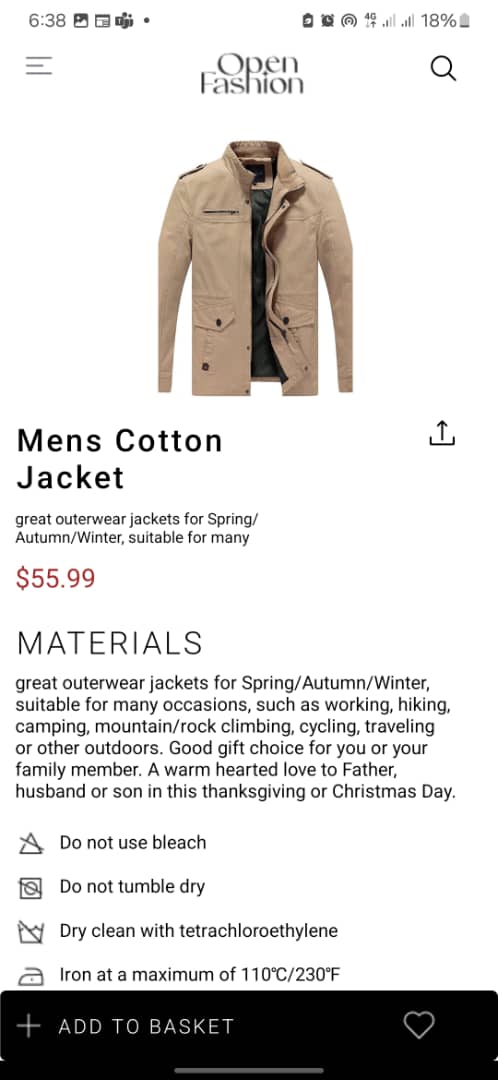 6:38
4G
18%
Open
Fashion
Mens Cotton
Jacket
great outerwear jackets for Spring/
Autumn/Winter, suitable for many
$55.99
MATERIALS
great outerwear jackets for Spring/Autumn/Winter,
suitable for many occasions, such as working, hiking,
camping, mountain/rock climbing, cycling, traveling
or other outdoors. Good gift choice for you or your
family member. A warm hearted love to Father,
husband or son in this thanksgiving or Christmas Day.
Do not use bleach
Do not tumble dry
Dry clean with tetrachloroethylene
Iron at a maximum of 110°C/230°F
ADD TO BASKET